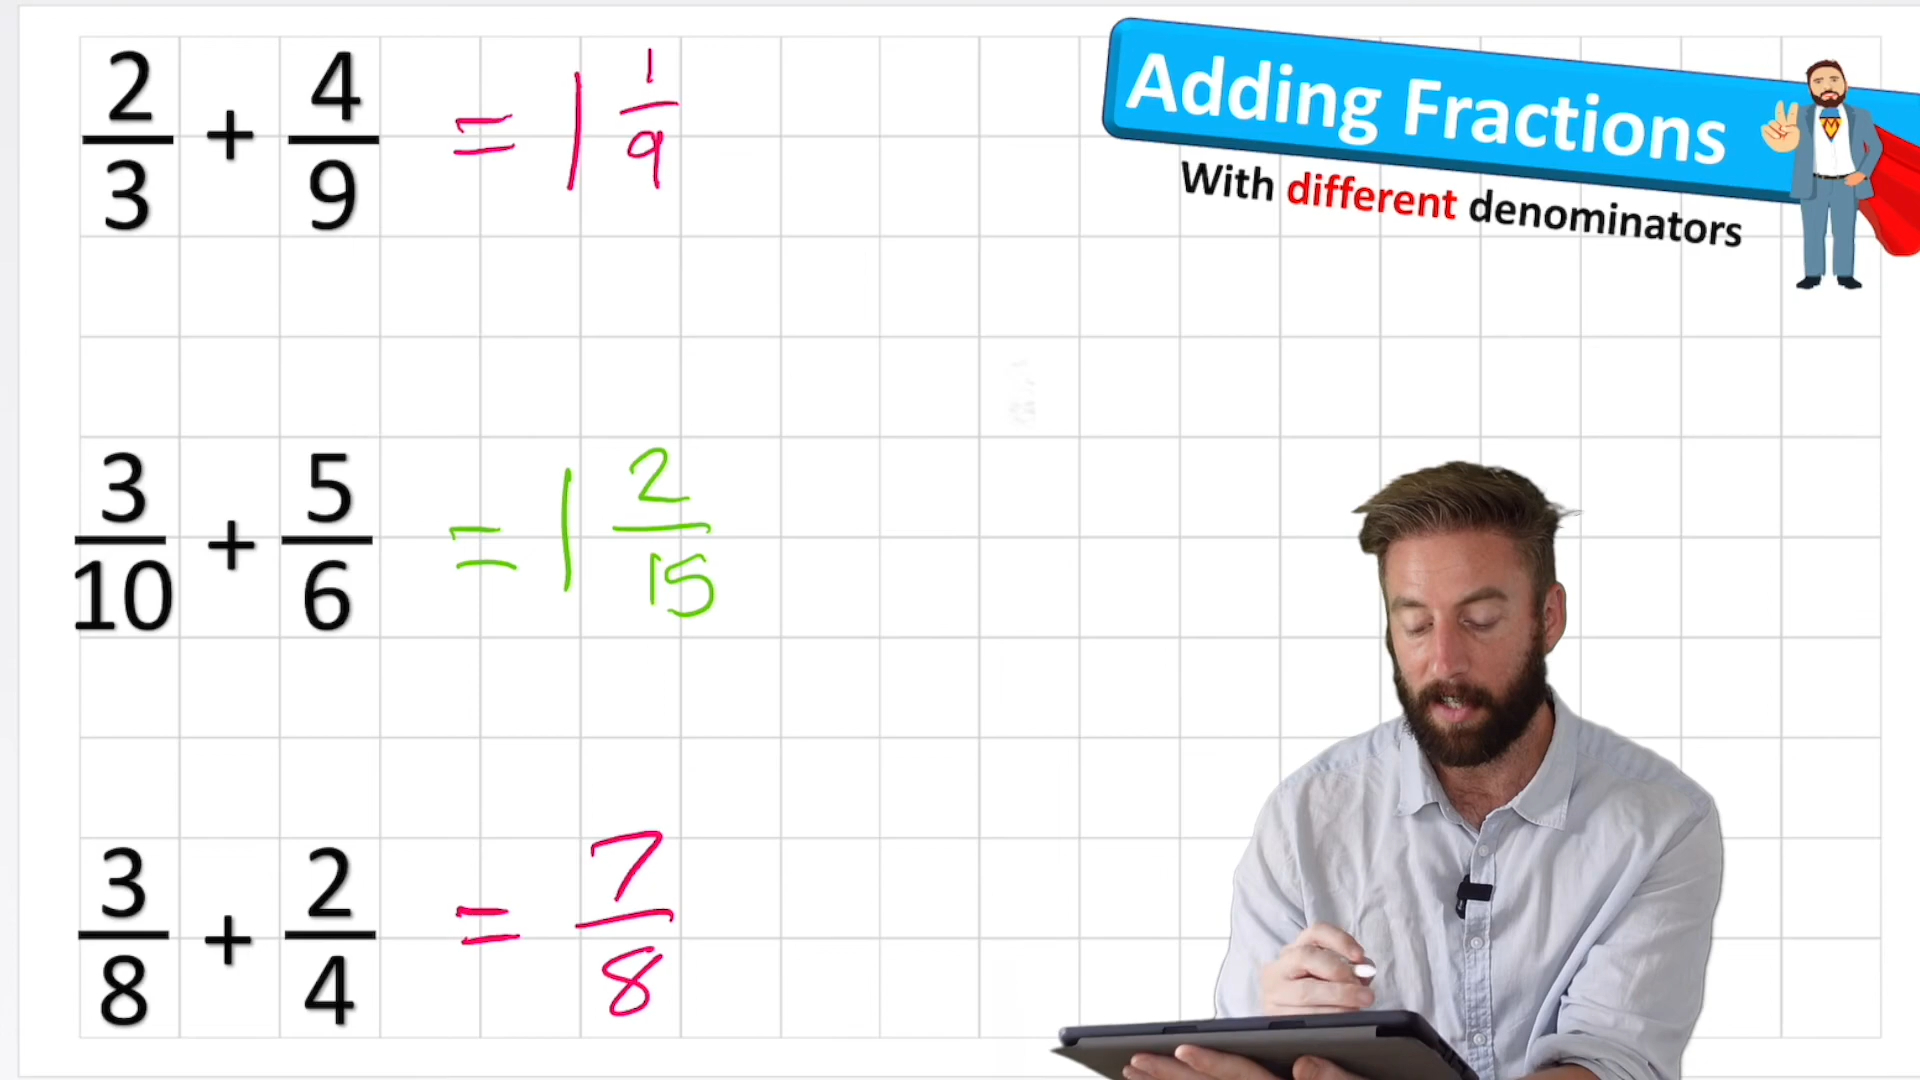 2/3 + 4/9 = 1 1/9
Adding Fractions
With different denominators
3/10 + 5/6 = 1 2/15
3/8 + 2/4 = 7/8